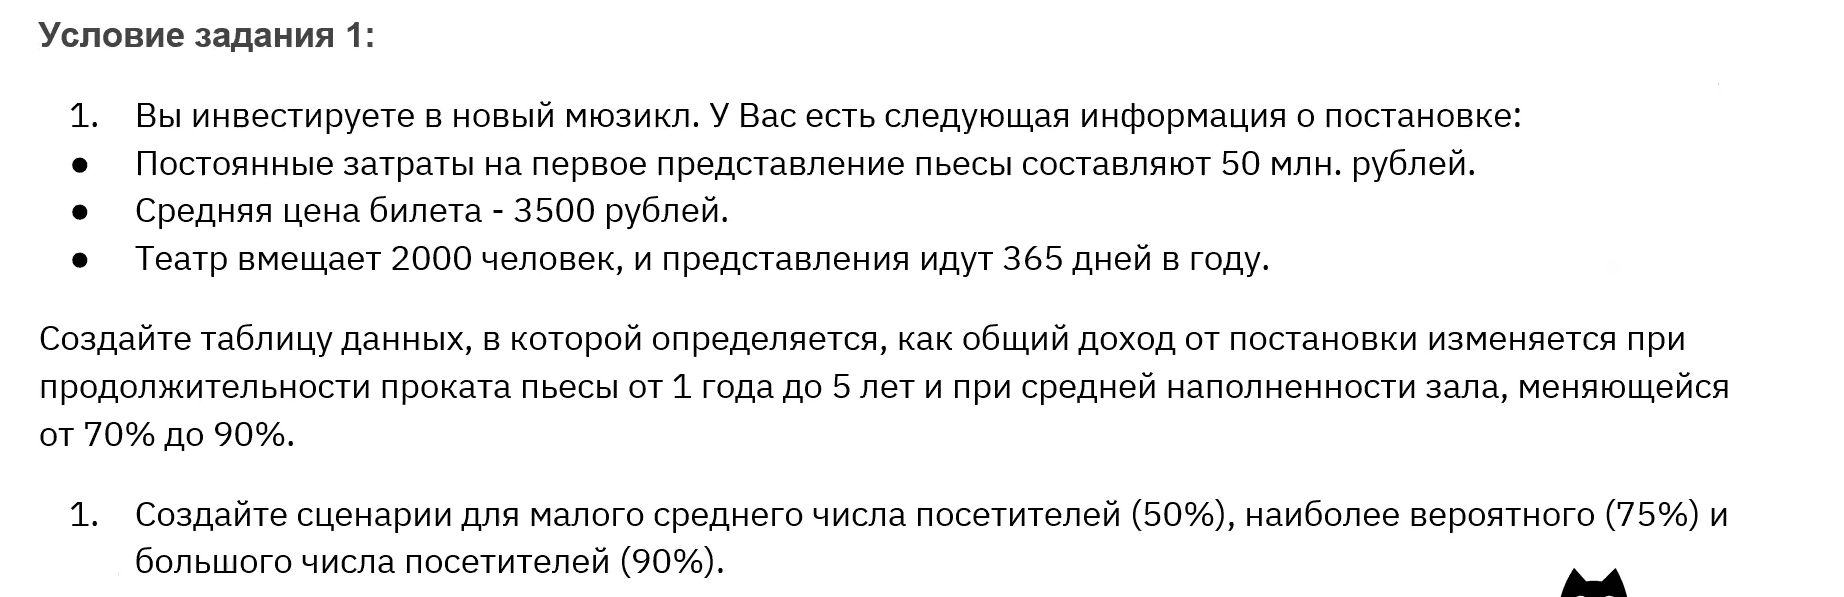 Условие задания 1:
1. Вы инвестируете в новый мюзикл. У Вас есть следующая информация о постановке:
● Постоянные затраты на первое представление пьесы составляют 50 млн. рублей.
● Средняя цена билета - 3500 рублей.
● Театр вмещает 2000 человек, и представления идут 365 дней в году.
Создайте таблицу данных, в которой определяется, как общий доход от постановки изменяется при
продолжительности проката пьесы от 1 года до 5 лет и при средней наполненности зала, меняющейся
от 70% до 90%.
1. Создайте сценарии для малого среднего числа посетителей (50%), наиболее вероятного (75%) и
большого числа посетителей (90%).